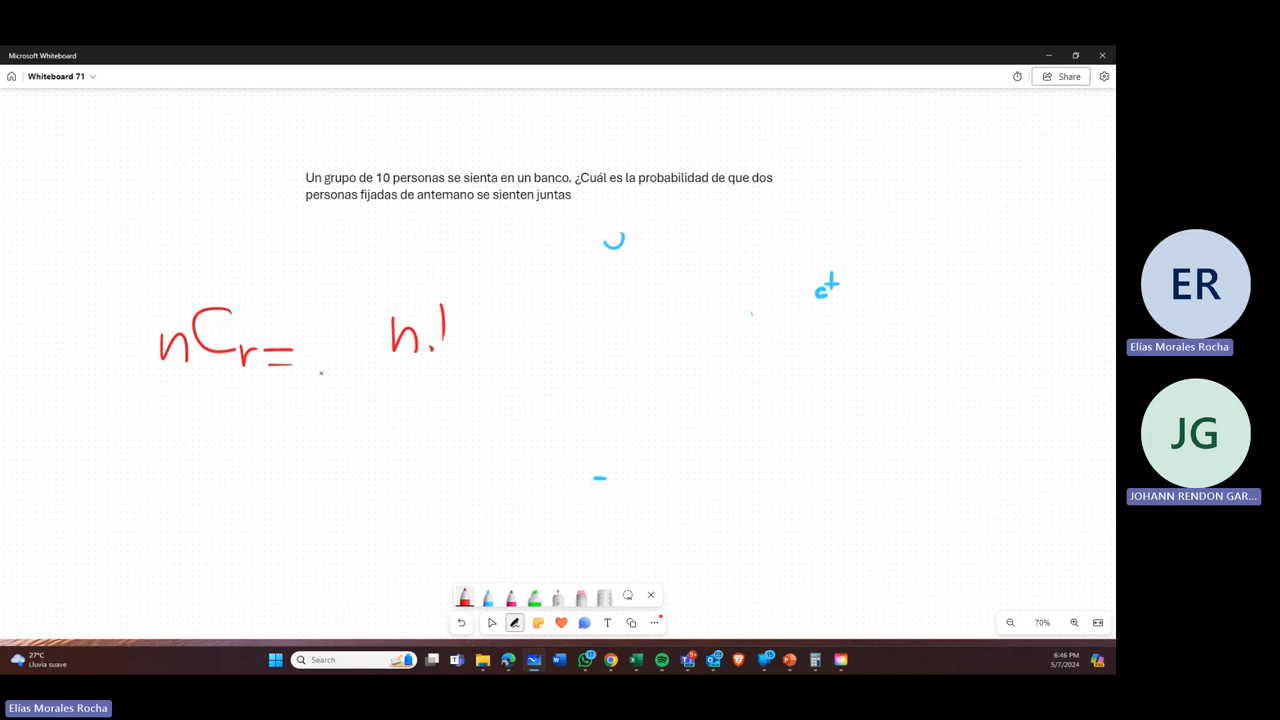 Microsoft Whiteboard
Whiteboard 71
Share
Un grupo de 10 personas se sienta en un banco. ¿Cuál es la probabilidad de que dos
personas fijadas de antemano se sienten juntas
nCr= n!
ER
Elías Morales Rocha
JG
JOHANN RENDON GAR...
70%
27°C
Lluvia suave
Search
6:46 PM
5/7/2024
Elías Morales Rocha